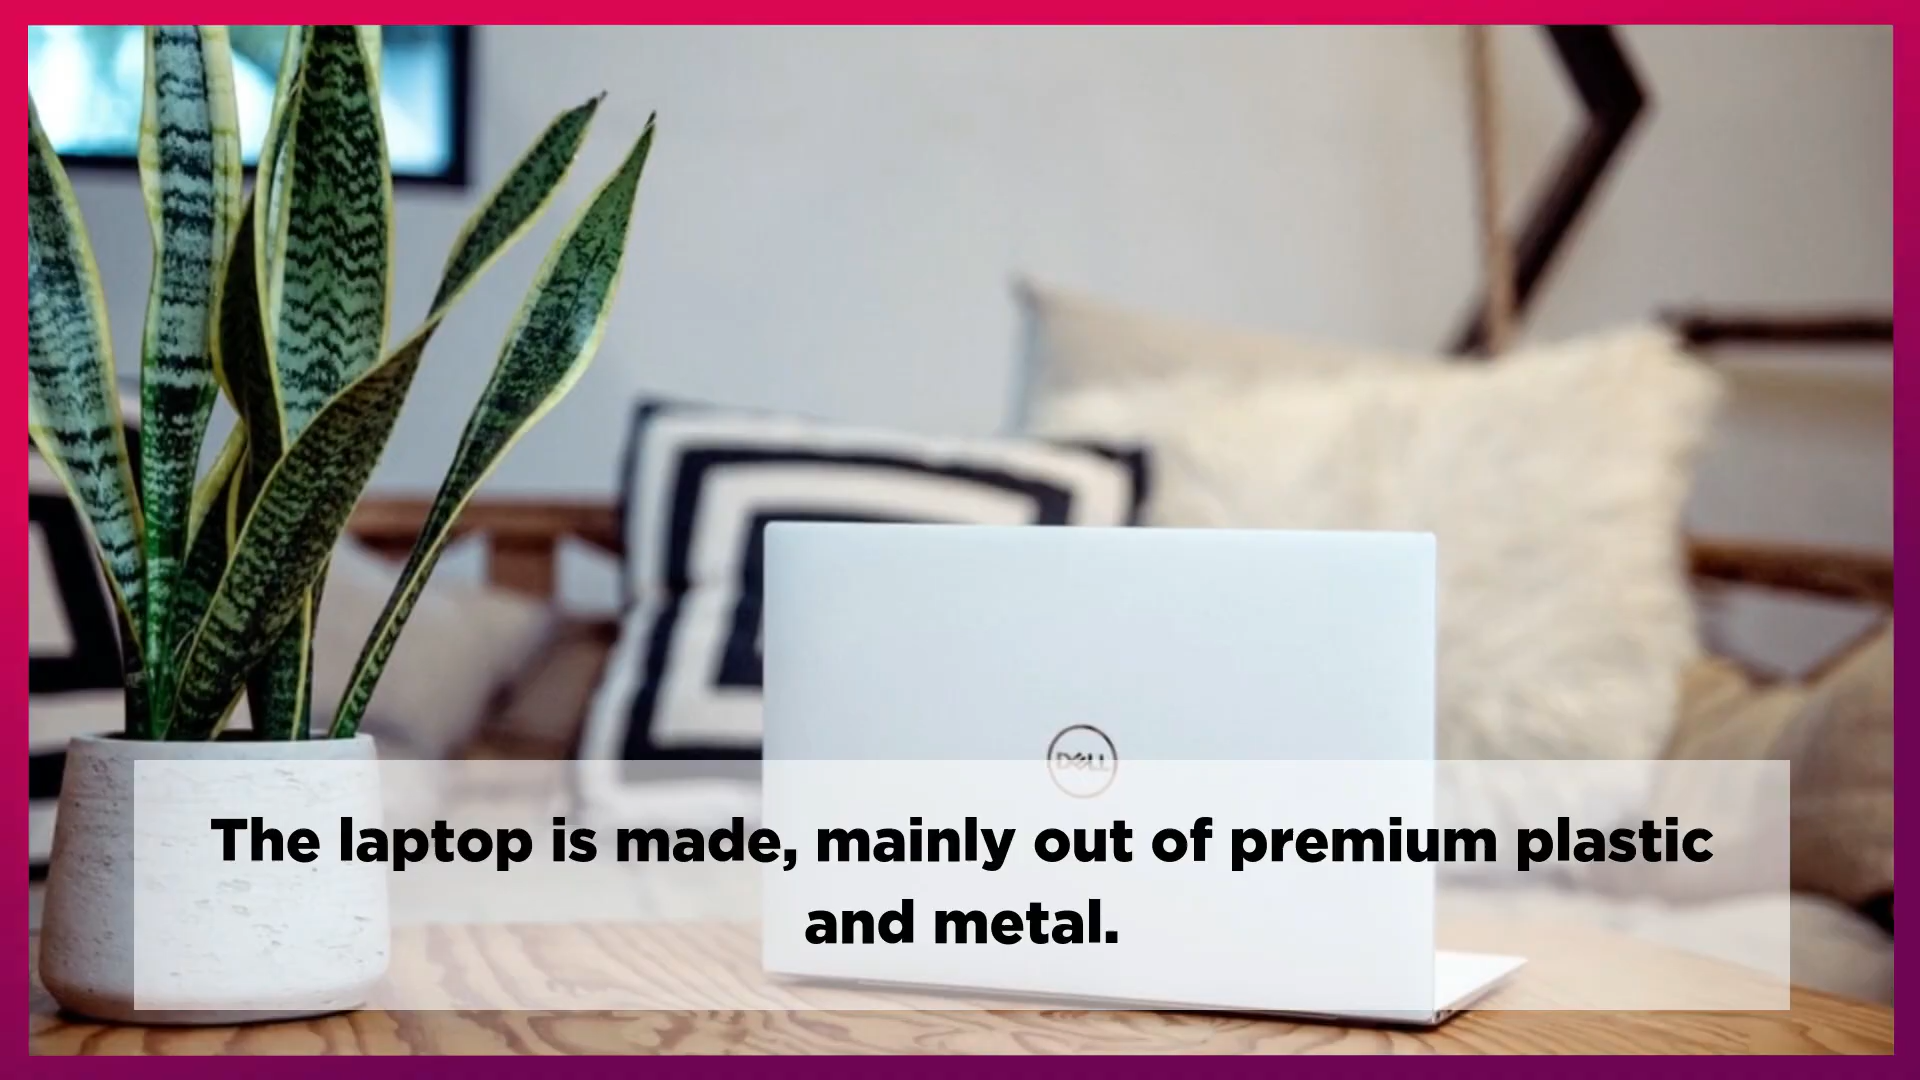 DELL
The laptop is made, mainly out of premium plastic
and metal.